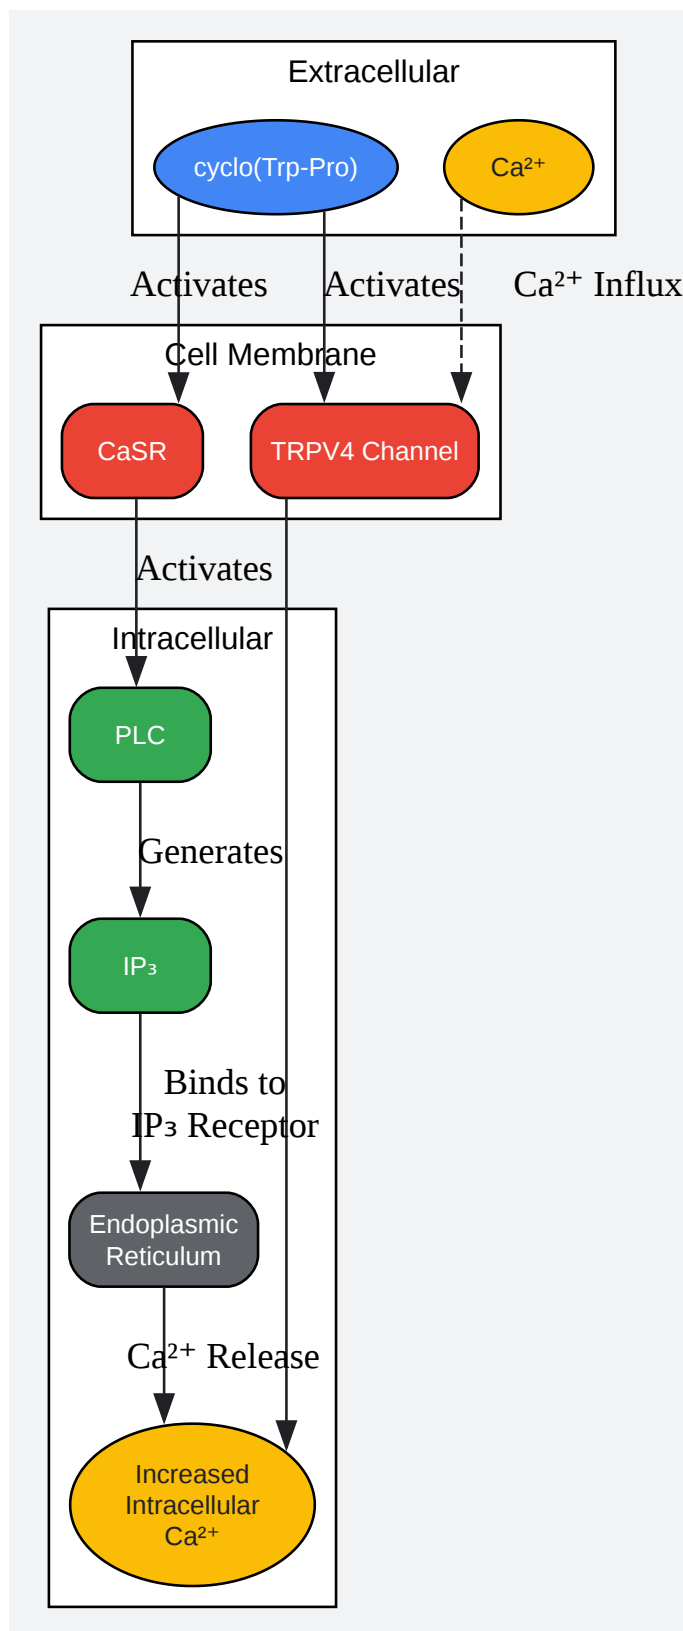 Extracellular
cyclo(Trp-Pro)
Ca²⁺
Activates
Activates
Ca²⁺ Influx
Cell Membrane
CaSR
TRPV4 Channel
Activates
Intracellular
PLC
Generates
IP₃
Binds to
IP₃ Receptor
Endoplasmic
Reticulum
Ca²⁺ Release
Increased
Intracellular
Ca²⁺